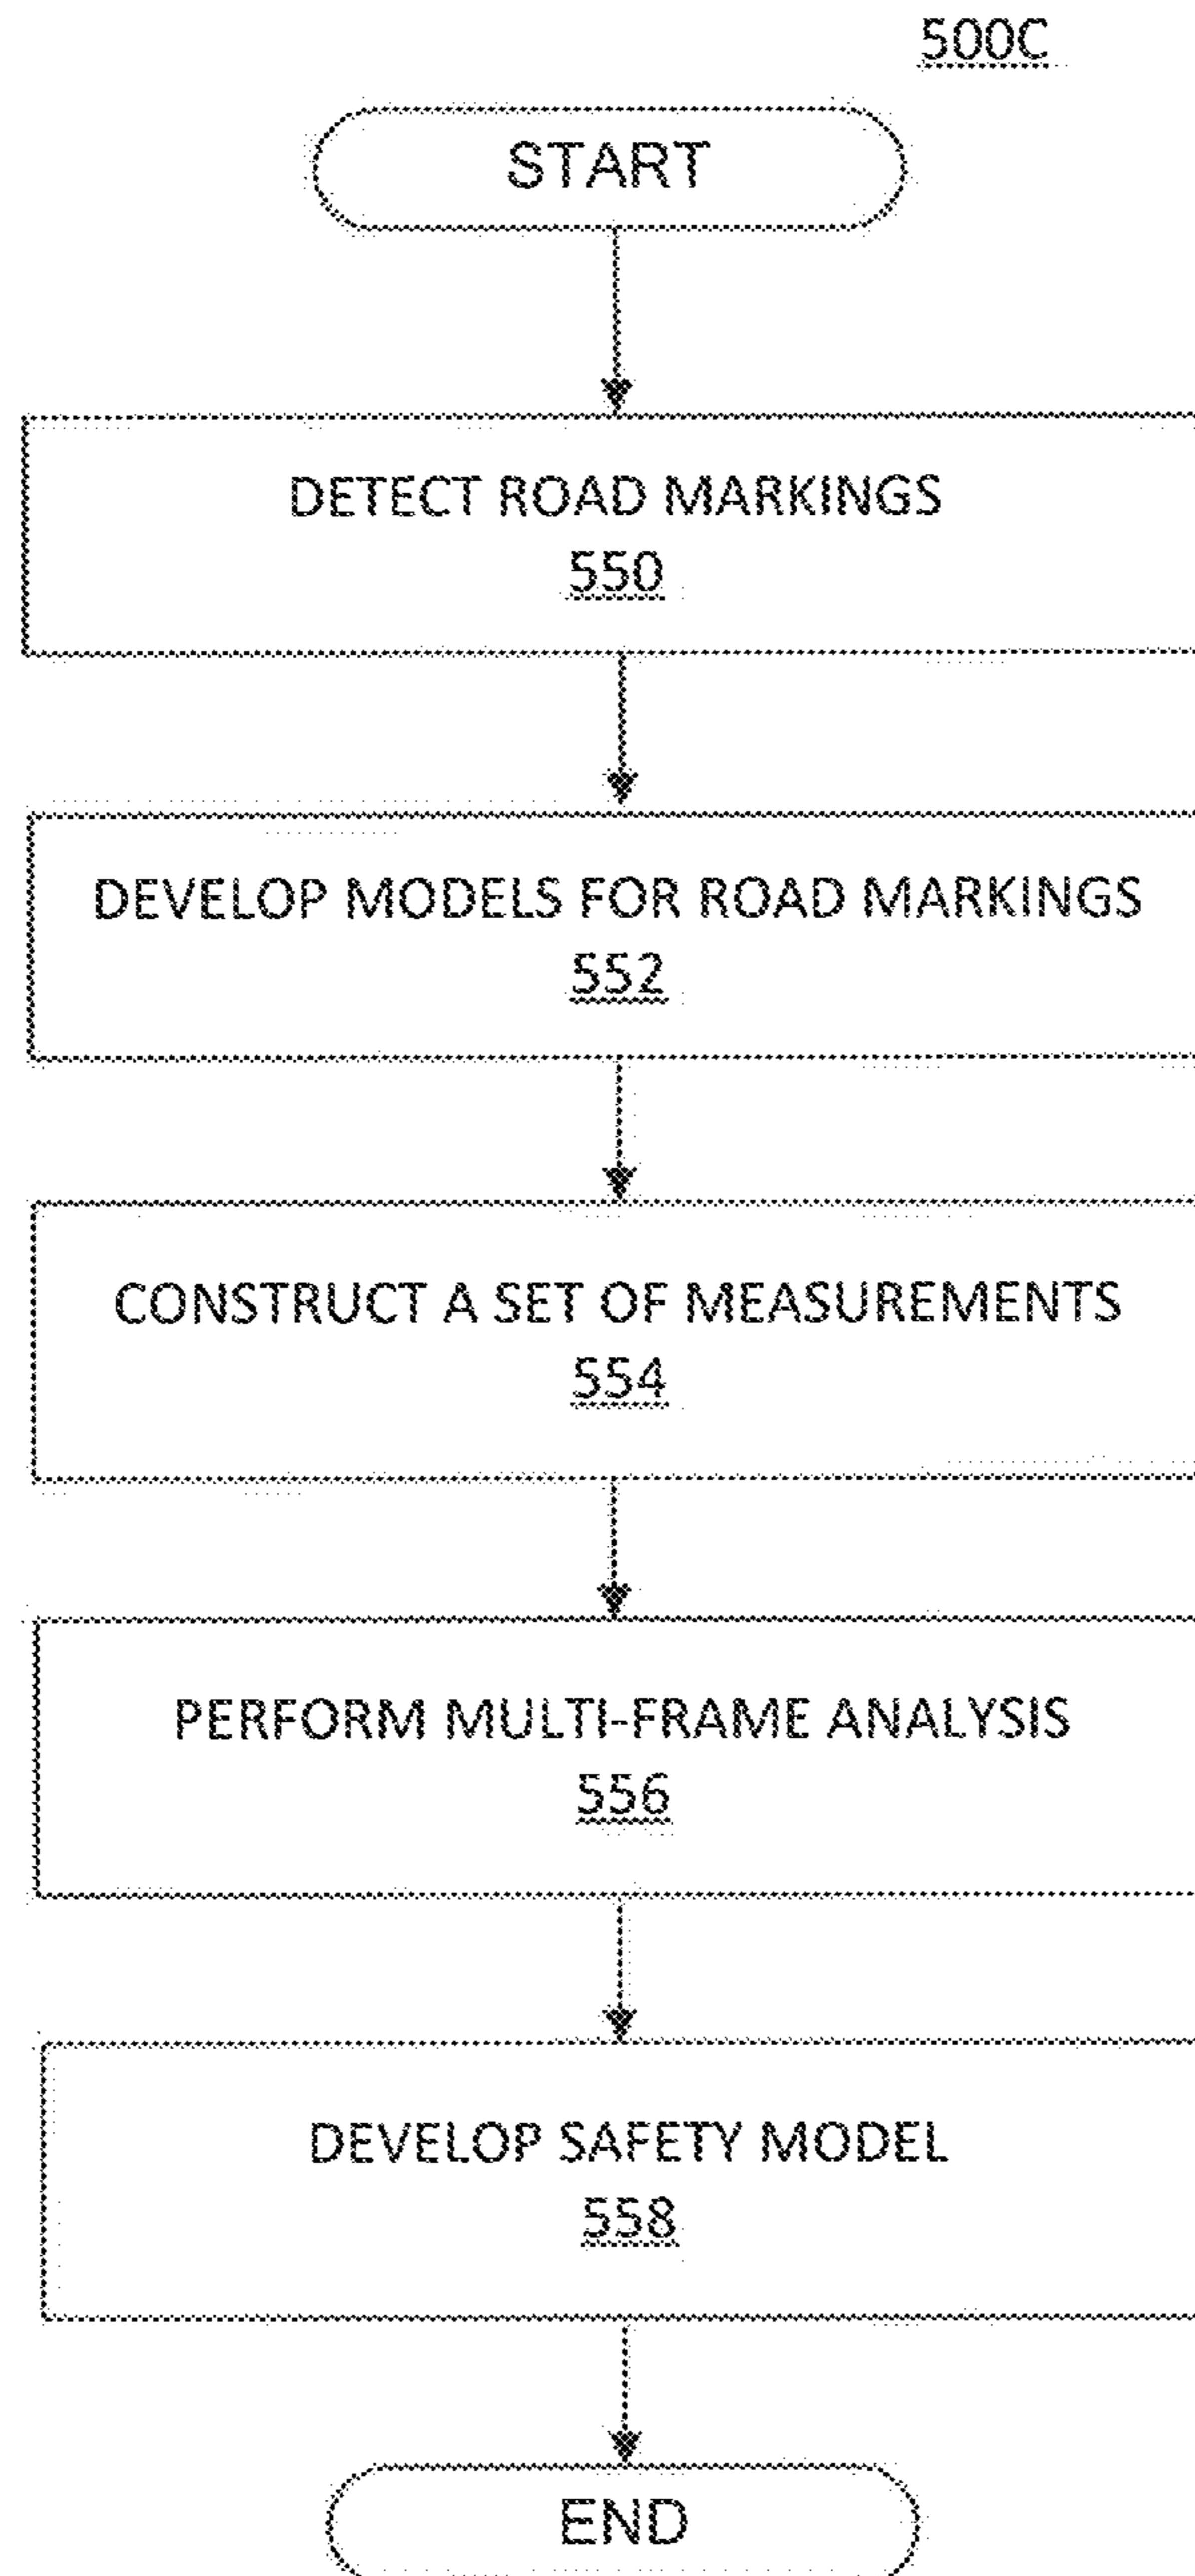 500C
START
DETECT ROAD MARKINGS
550
DEVELOP MODELS FOR ROAD MARKINGS
552
CONSTRUCT A SET OF MEASUREMENTS
554
PERFORM MULTI-FRAME ANALYSIS
556
DEVELOP SAFETY MODEL
558
END